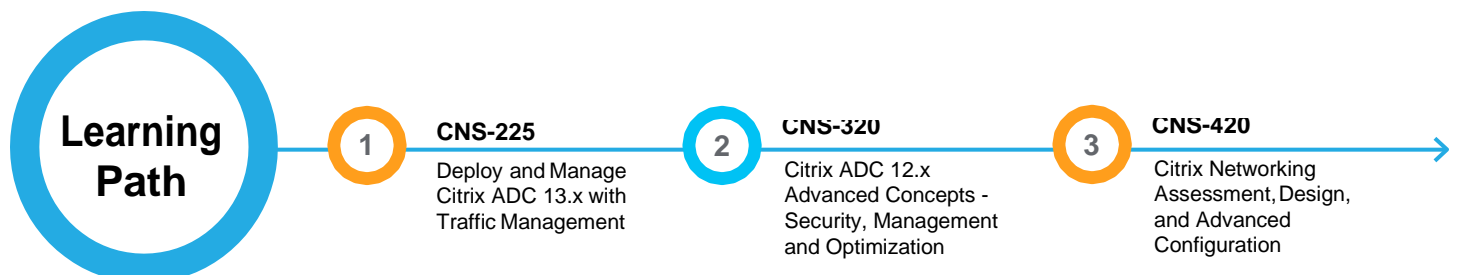 Learning
Path
1
CNS-225
Deploy and Manage
Citrix ADC 13.x with
Traffic Management
2
CNS-320
Citrix ADC 12.x
Advanced Concepts -
Security, Management
and Optimization
3
CNS-420
Citrix Networking
Assessment, Design,
and Advanced
Configuration